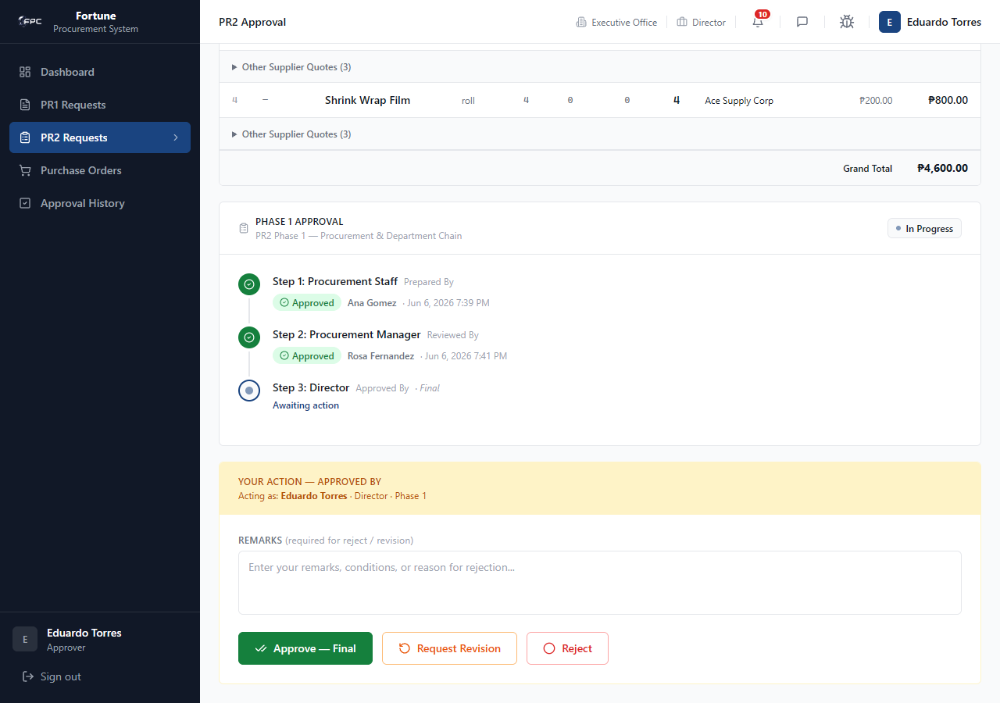 FPC
Fortune
Procurement System
Dashboard
PR1 Requests
PR2 Requests
Purchase Orders
Approval History
Eduardo Torres
E
Approver
Sign out
PR2 Approval
Executive Office
Director
10
E
Eduardo Torres
Other Supplier Quotes (3)
4 — Shrink Wrap Film roll 4 0 0 4 Ace Supply Corp ₱200.00 ₱800.00
Other Supplier Quotes (3)
Grand Total ₱4,600.00
PHASE 1 APPROVAL
PR2 Phase 1 — Procurement & Department Chain
In Progress
Step 1: Procurement Staff Prepared By
Approved Ana Gomez · Jun 6, 2026 7:39 PM
Step 2: Procurement Manager Reviewed By
Approved Rosa Fernandez · Jun 6, 2026 7:41 PM
Step 3: Director Approved By · Final
Awaiting action
YOUR ACTION — APPROVED BY
Acting as: Eduardo Torres · Director · Phase 1
REMARKS (required for reject / revision)
Enter your remarks, conditions, or reason for rejection...
Approve — Final
Request Revision
Reject